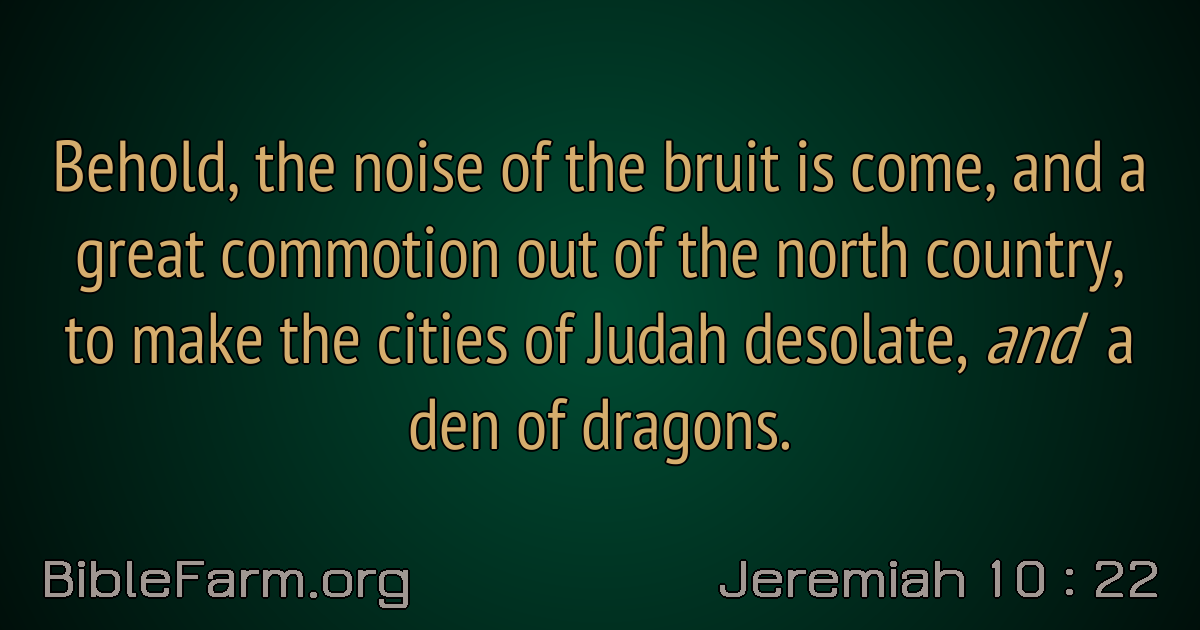 Behold, the noise of the bruit is come, and a
great commotion out of the north country,
to make the cities of Judah desolate, and a
den of dragons.
BibleFarm.org
Jeremiah 10 : 22